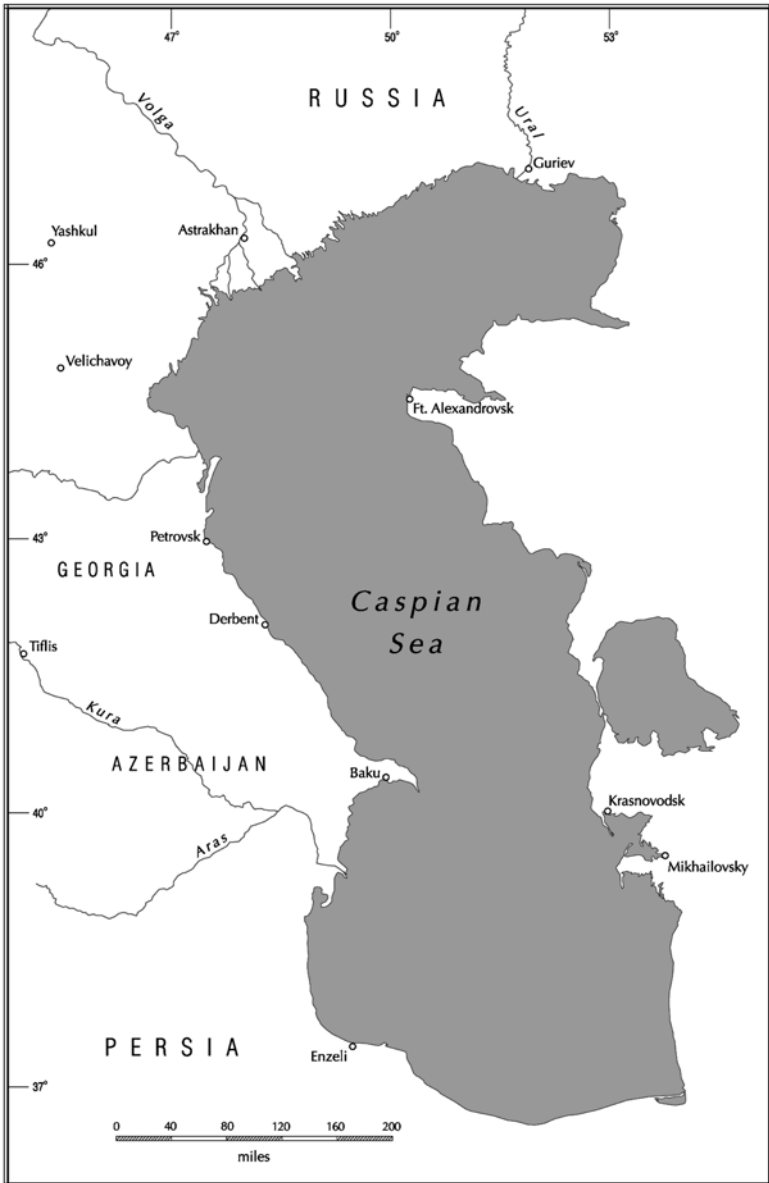 47°
50°
53°
RUSSIA
Volga
Ural
Guriev
Yashkul
Astrakhan
46°
Velichavoy
Ft. Alexandrovsk
Petrovsk
43°
GEORGIA
Caspian
Sea
Derbent
Tiflis
Kura
AZERBAIJAN
Baku
Krasnovodsk
40°
Aras
Mikhailovsky
PERSIA
Enzeli
37°
0 40 80 120 160 200
miles